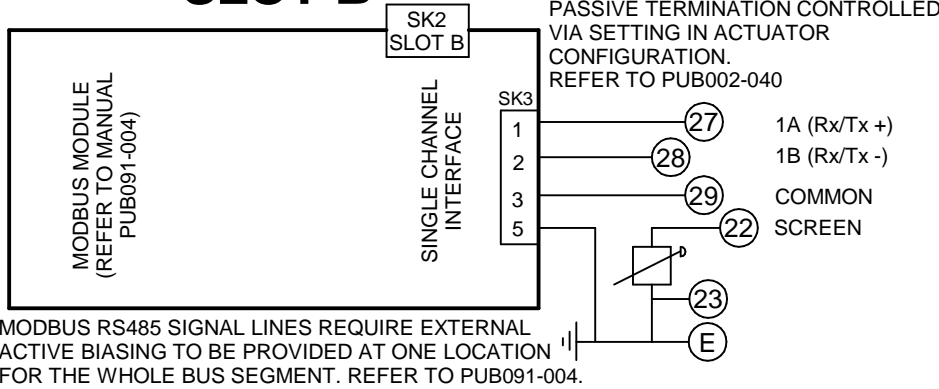 SLOT B
SK2
SLOT B
PASSIVE TERMINATION CONTROLLED
VIA SETTING IN ACTUATOR
CONFIGURATION.
REFER TO PUB002-040
MODBUS MODULE
(REFER TO MANUAL
PUB091-004)
SINGLE CHANNEL
INTERFACE
SK3
1
2
3
5
27
1A (Rx/Tx +)
28
1B (Rx/Tx -)
29
COMMON
22
SCREEN
23
E
MODBUS RS485 SIGNAL LINES REQUIRE EXTERNAL
ACTIVE BIASING TO BE PROVIDED AT ONE LOCATION
FOR THE WHOLE BUS SEGMENT. REFER TO PUB091-004.